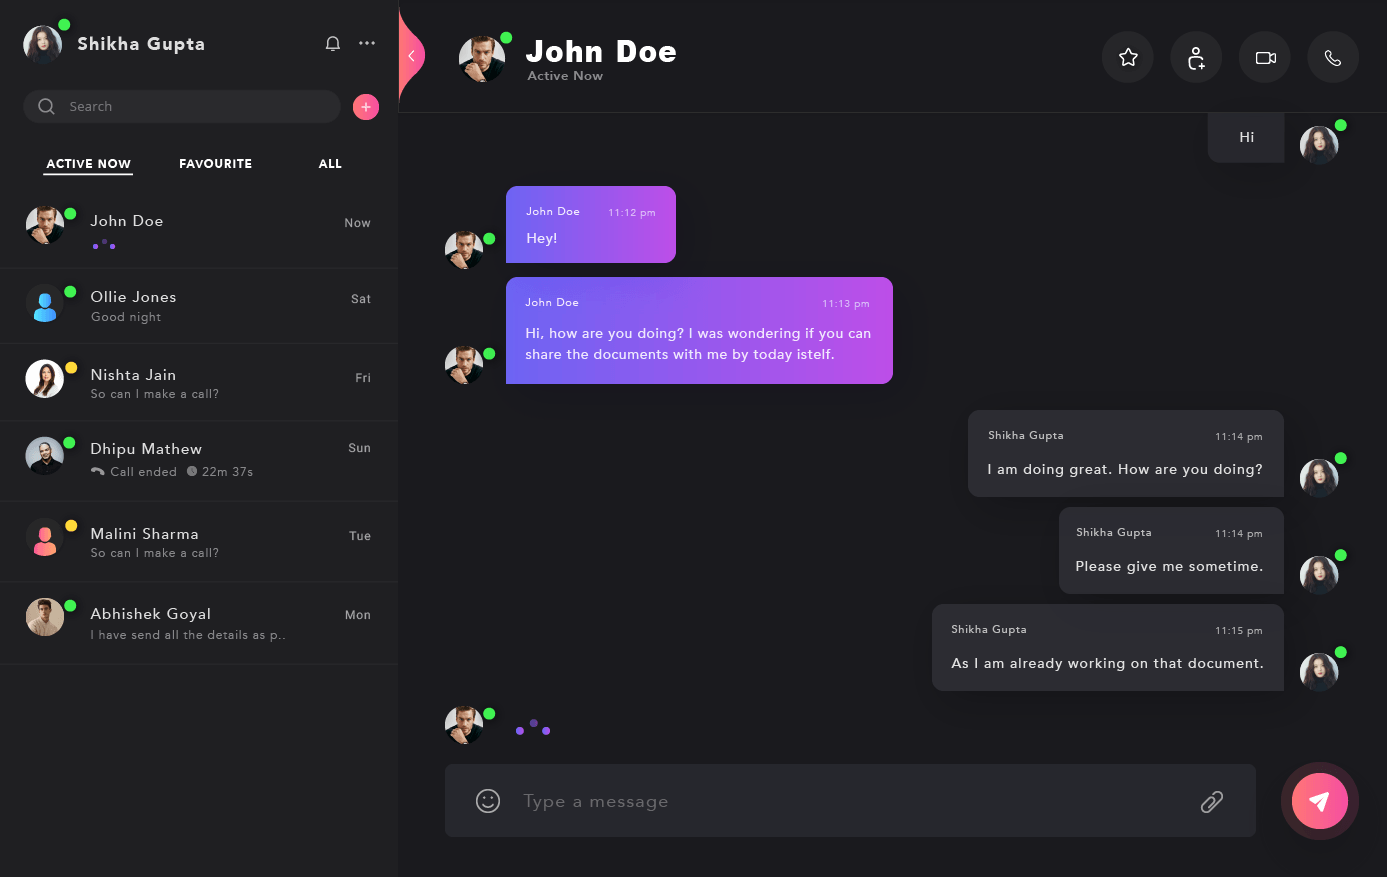 Shikha Gupta
Search
ACTIVE NOW FAVOURITE ALL
John Doe Now
Ollie Jones Sat
Good night
Nishta Jain Fri
So can I make a call?
Dhipu Mathew Sun
Call ended 22m 37s
Malini Sharma Tue
So can I make a call?
Abhishek Goyal Mon
I have send all the details as p..
John Doe
Active Now
Hi
John Doe 11:12 pm
Hey!
John Doe 11:13 pm
Hi, how are you doing? I was wondering if you can
share the documents with me by today istelf.
Shikha Gupta 11:14 pm
I am doing great. How are you doing?
Shikha Gupta 11:14 pm
Please give me sometime.
Shikha Gupta 11:15 pm
As I am already working on that document.
Type a message